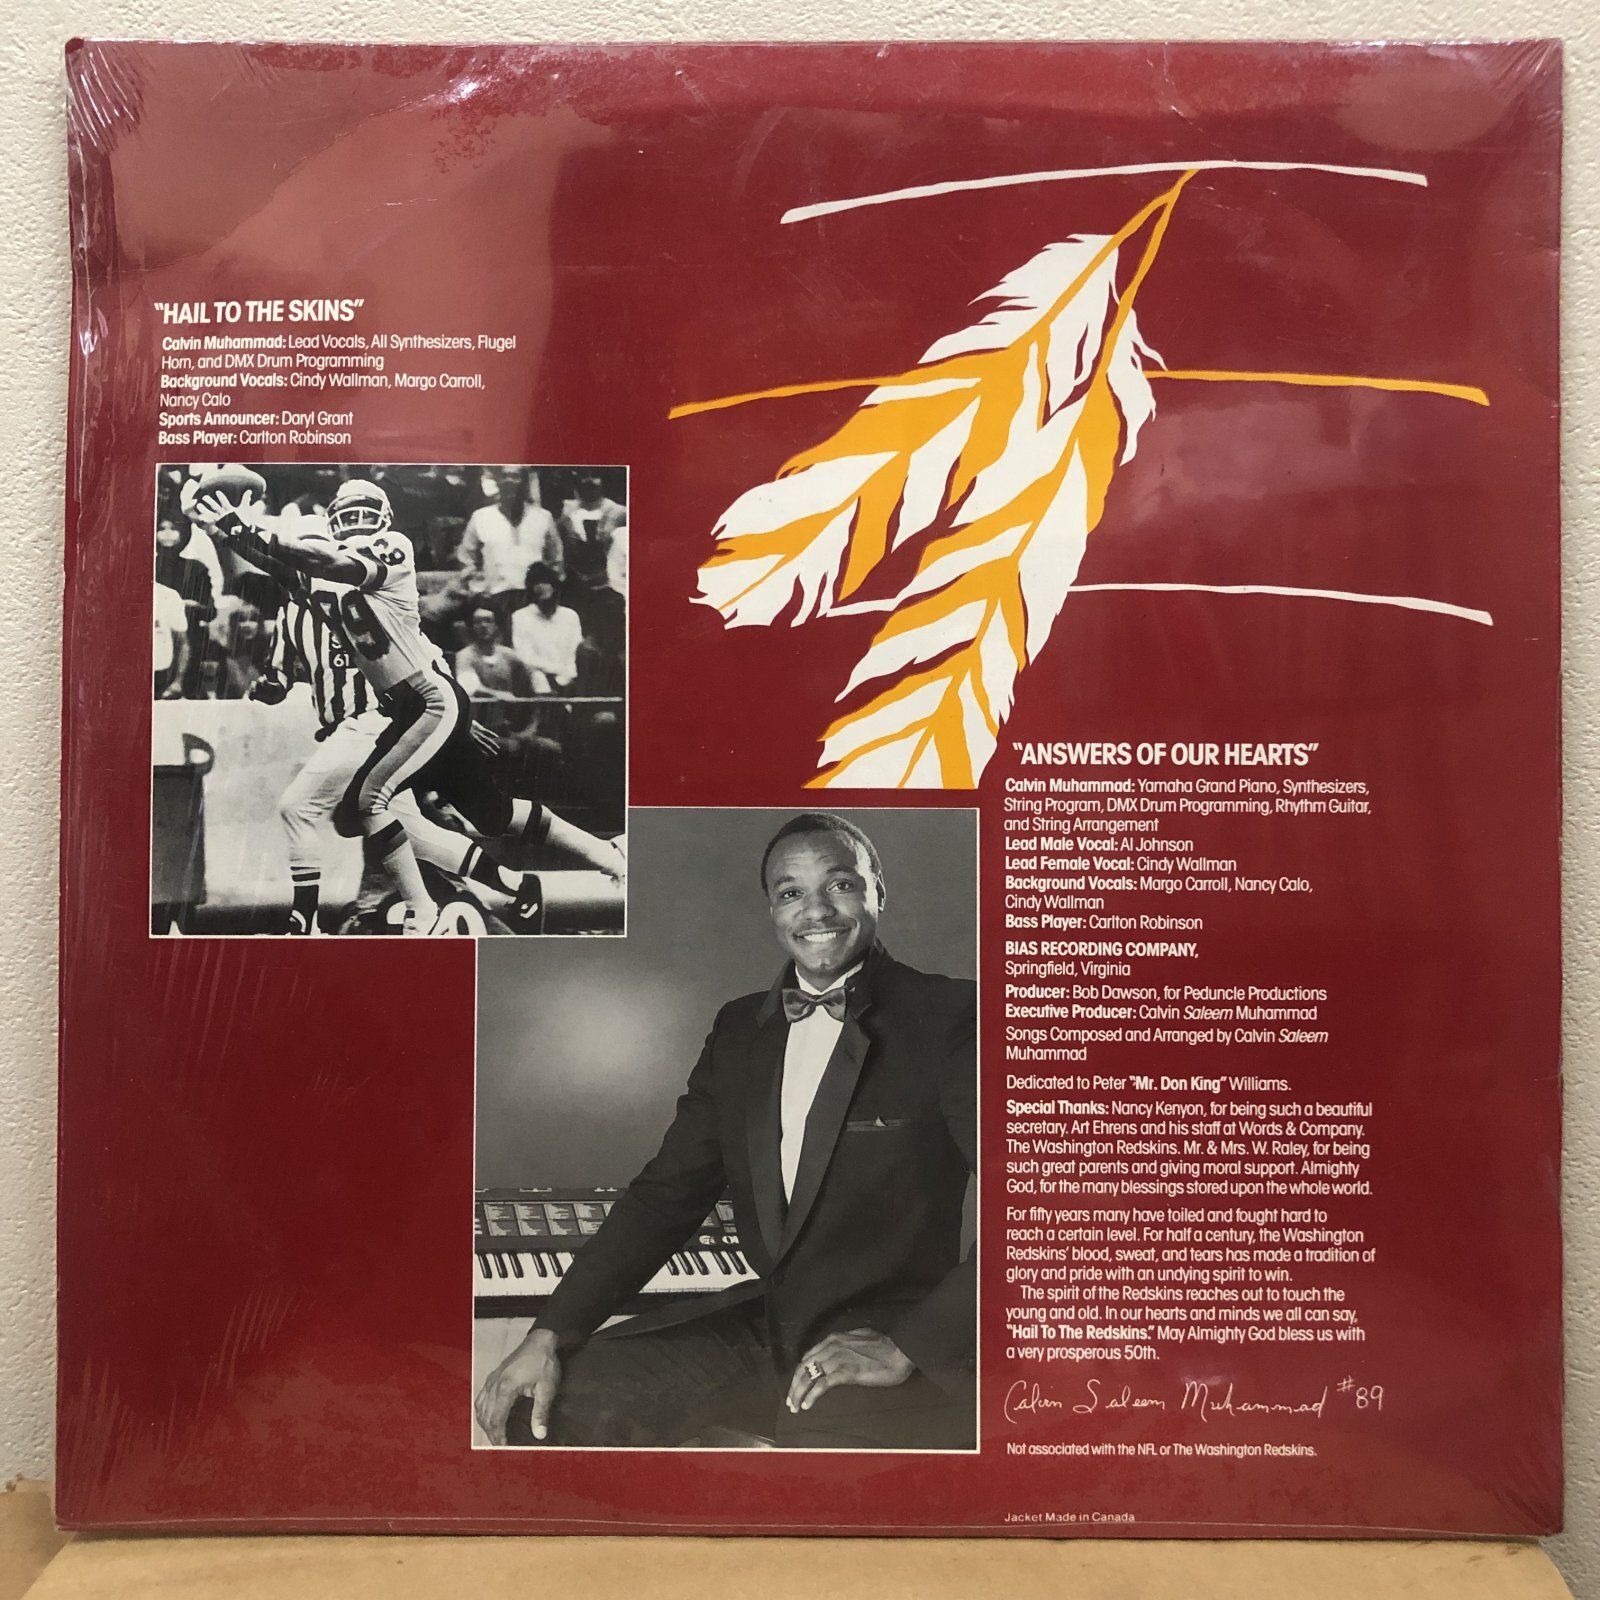 "HAIL TO THE SKINS"
Calvin Muhammad: Lead Vocals, All Synthesizers, Flugel
Horn, and DMX Drum Programming
Background Vocals: Cindy Wallman, Margo Carroll,
Nancy Calo
Sports Announcer: Daryl Grant
Bass Player: Carlton Robinson
89
89
61
"ANSWERS OF OUR HEARTS"
Calvin Muhammad: Yamaha Grand Piano, Synthesizers,
String Program, DMX Drum Programming, Rhythm Guitar,
and String Arrangement
Lead Male Vocal: Al Johnson
Lead Female Vocal: Cindy Wallman
Background Vocals: Margo Carroll, Nancy Calo,
Cindy Wallman
Bass Player: Carlton Robinson
BIAS RECORDING COMPANY,
Springfield, Virginia
Producer: Bob Dawson, for Peduncle Productions
Executive Producer: Calvin Saleem Muhammad
Songs Composed and Arranged by Calvin Saleem
Muhammad
Dedicated to Peter "Mr. Don King" Williams.
Special Thanks: Nancy Kenyon, for being such a beautiful
secretary. Art Ehrens and his staff at Words & Company.
The Washington Redskins. Mr. & Mrs. W. Raley, for being
such great parents and giving moral support. Almighty
God, for the many blessings stored upon the whole world.
For fifty years many have toiled and fought hard to
reach a certain level. For half a century, the Washington
Redskins' blood, sweat, and tears has made a tradition of
glory and pride with an undying spirit to win.
The spirit of the Redskins reaches out to touch the
young and old. In our hearts and minds we all can say,
"Hail To The Redskins." May Almighty God bless us with
a very prosperous 50th.
Calvin Saleem Muhammad #89
Not associated with the NFL or The Washington Redskins.
Jacket Made in Canada